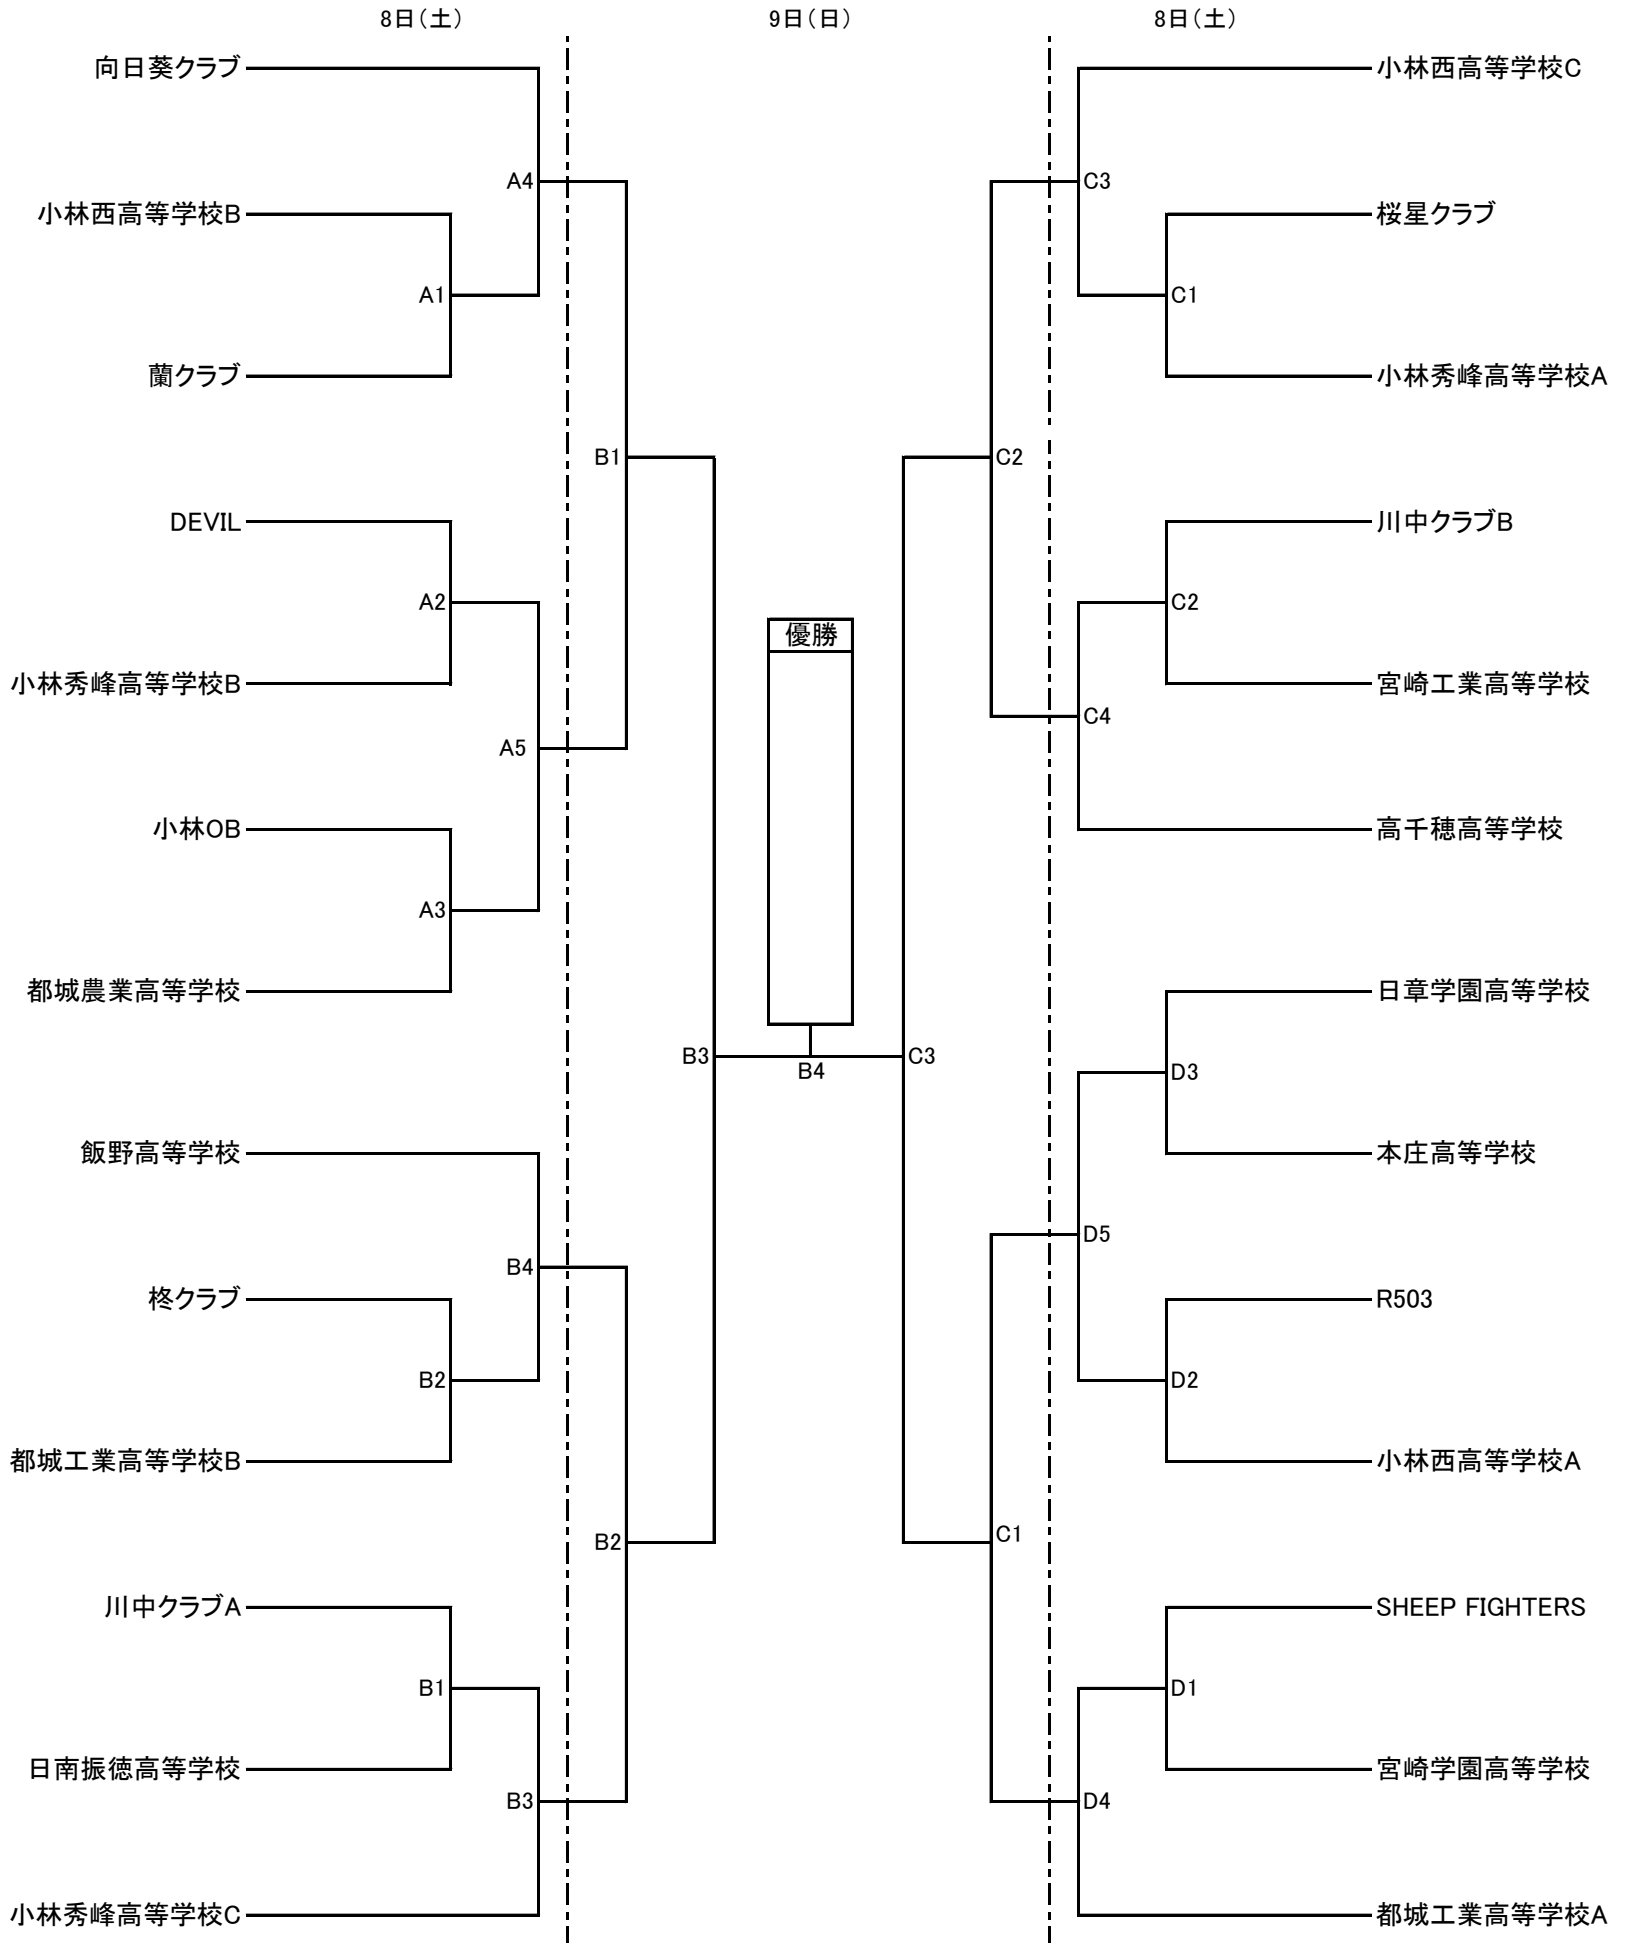 8日（土）
9日（日）
8日（土）
向日葵クラブ
小林西高等学校C
A4
C3
小林西高等学校B
桜星クラブ
A1
C1
蘭クラブ
小林秀峰高等学校A
B1
C2
DEVIL
川中クラブB
A2
C2
優勝
小林秀峰高等学校B
宮崎工業高等学校
C4
A5
小林OB
高千穂高等学校
A3
都城農業高等学校
日章学園高等学校
B3
C3
B4
D3
飯野高等学校
本庄高等学校
D5
B4
柊クラブ
R503
B2
D2
都城工業高等学校B
小林西高等学校A
B2
C1
川中クラブA
SHEEP FIGHTERS
B1
D1
日南振徳高等学校
宮崎学園高等学校
B3
D4
小林秀峰高等学校C
都城工業高等学校A